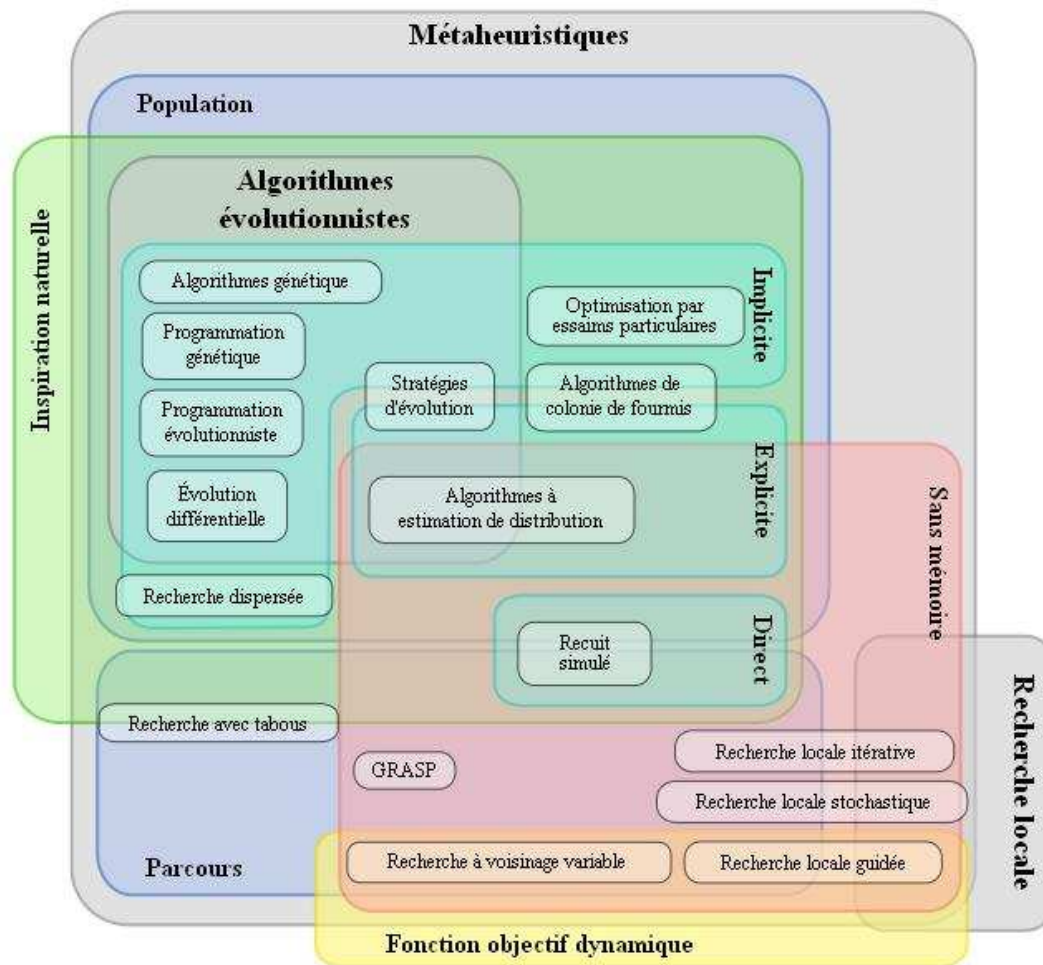 Métaheuristiques
Population
Inspiration naturelle
Algorithmes
évolutionnistes
Algorithmes génétique
Programmation
génétique
Programmation
évolutionniste
Évolution
différentielle
Recherche dispersée
Stratégies
d'évolution
Optimisation par
essaims particulaires
Algorithmes de
colonie de fourmis
Implicite
Algorithmes à
estimation de distribution
Explicite
Sans mémoire
Recuit
simulé
Direct
Recherche locale
Recherche avec tabous
GRASP
Recherche locale itérative
Recherche locale stochastique
Recherche à voisinage variable
Recherche locale guidée
Parcours
Fonction objectif dynamique